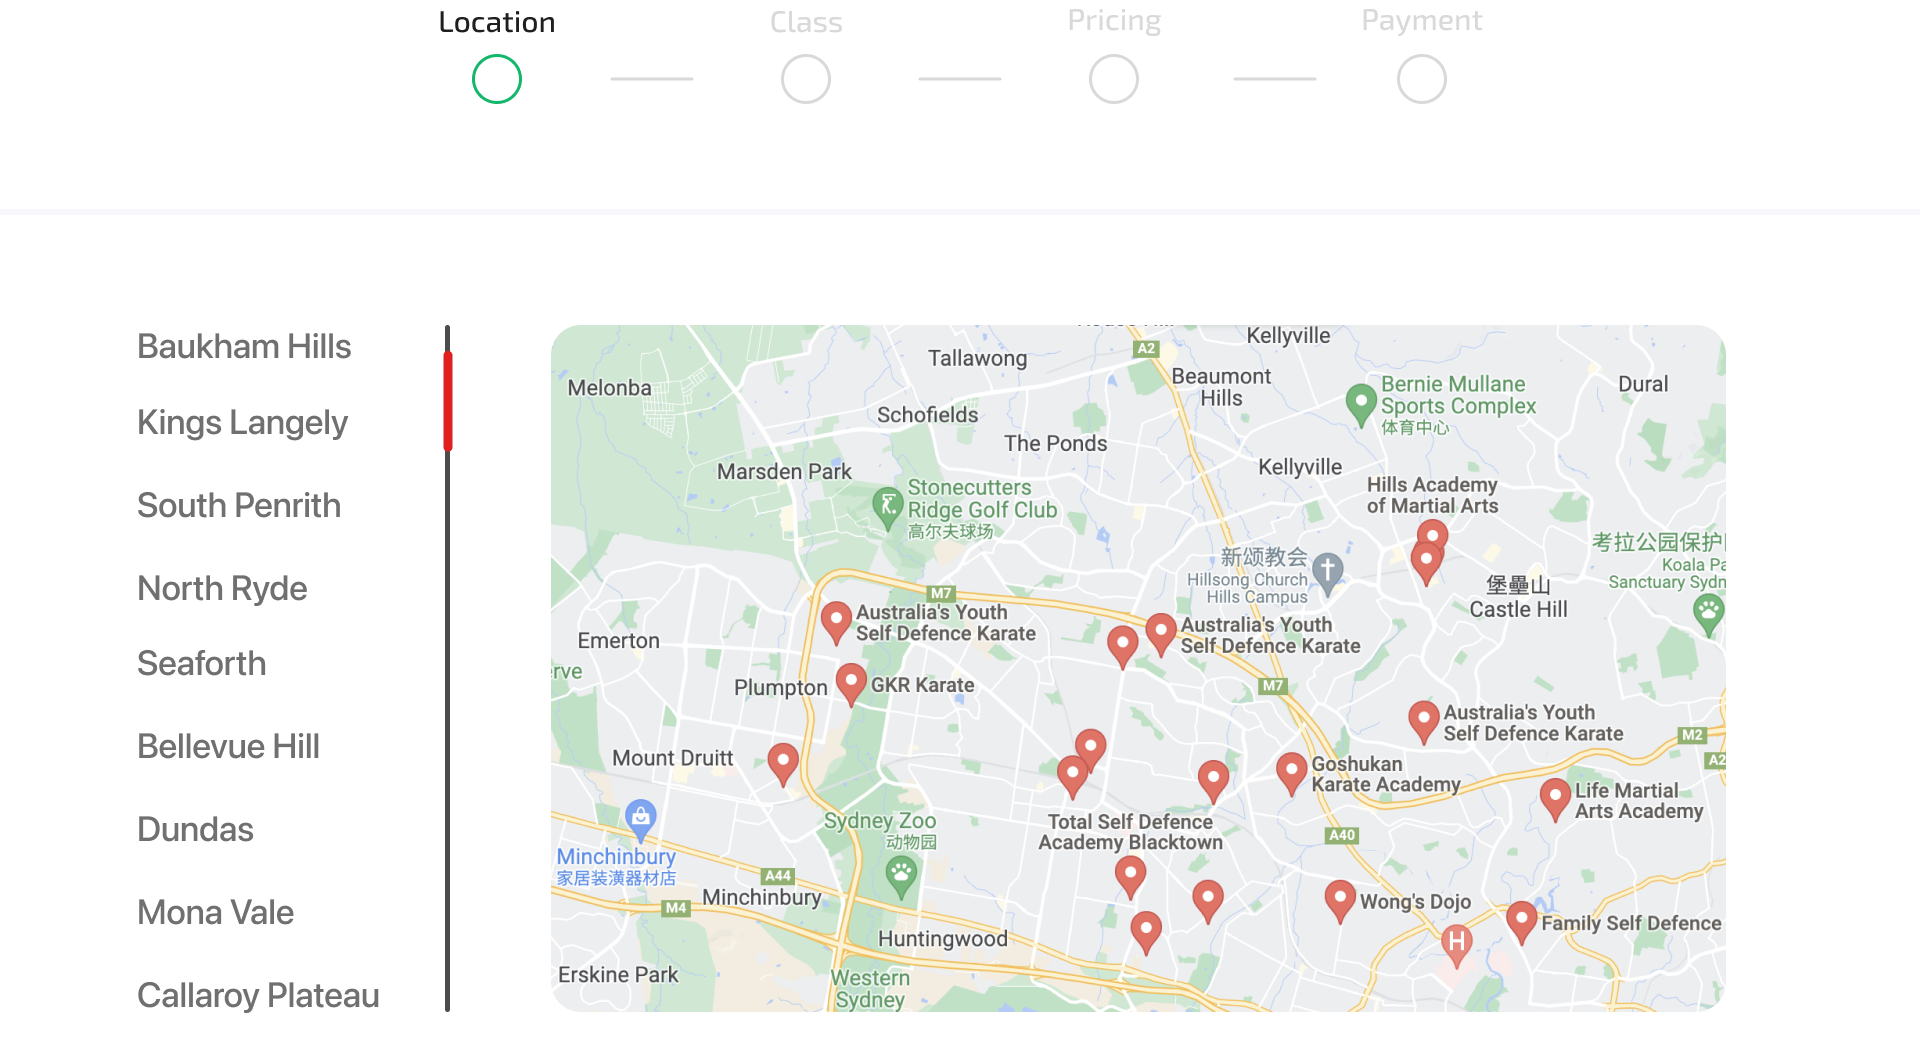 Location
Class
Pricing
Payment
Baukham Hills
Kings Langely
South Penrith
North Ryde
Seaforth
Bellevue Hill
Dundas
Mona Vale
Callaroy Plateau
Kellyville
Tallawong
A2
Beaumont
Hills
Melonba
Schofields
The Ponds
Bernie Mullane
Sports Complex
体育中心
Dural
Marsden Park
Kellyville
Stonecutters
Ridge Golf Club
高尔夫球场
Hills Academy
of Martial Arts
新颂教会
Hillsong Church
Hills Campus
考拉公园保护
Koala Pa
Sanctuary Sydn
堡壘山
Castle Hill
M7
Australia's Youth
Self Defence Karate
Australia's Youth
Self Defence Karate
Emerton
erve
Plumpton
GKR Karate
M7
Australia's Youth
Self Defence Karate
M2
A2
Mount Druitt
Goshukan
Karate Academy
Life Martial
Arts Academy
Sydney Zoo
动物园
Total Self Defence
Academy Blacktown
A40
Minchinbury
家居装潢器材店
A44
M4
Minchinbury
Wong's Dojo
Family Self Defence
H
Huntingwood
Erskine Park
Western
Sydney